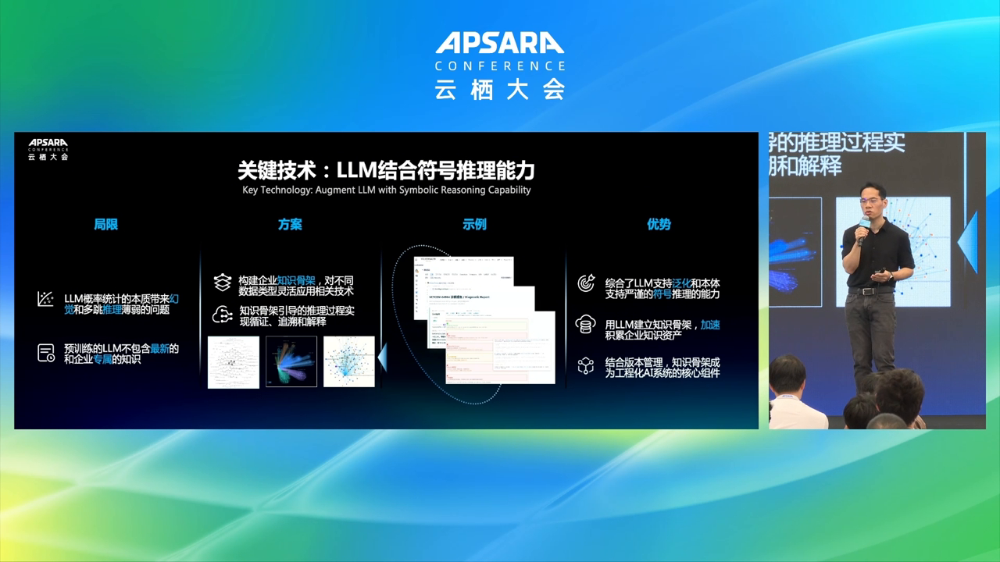 APSARA
CONFERENCE
云栖大会
APSARA
CONFERENCE
云栖大会
关键技术：LLM结合符号推理能力
Key Technology: Augment LLM with Symbolic Reasoning Capability
局限
LLM概率统计的本质带来幻
觉和多跳推理薄弱的问题
预训练的LLM不包含最新的
和企业专属的知识
方案
构建企业知识骨架，对不同
数据类型灵活应用相关技术
知识骨架引导的推理过程实
现循证、追溯和解释
示例
优势
综合了LLM支持泛化和本体
支持严谨的符号推理的能力
用LLM建立知识骨架，加速
积累企业知识资产
结合版本管理，知识骨架成
为工程化AI系统的核心组件
导的推理过程实
和解释